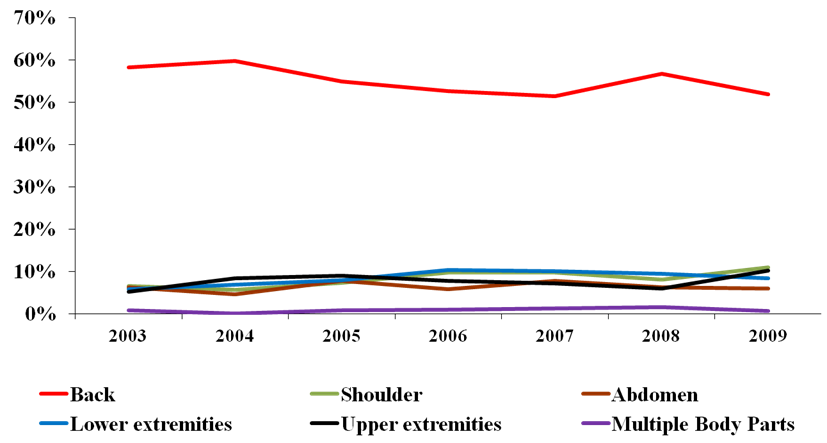 70%
60%
50%
40%
30%
20%
10%
0%
2003 2004 2005 2006 2007 2008 2009
Back Shoulder Abdomen
Lower extremities Upper extremities Multiple Body Parts